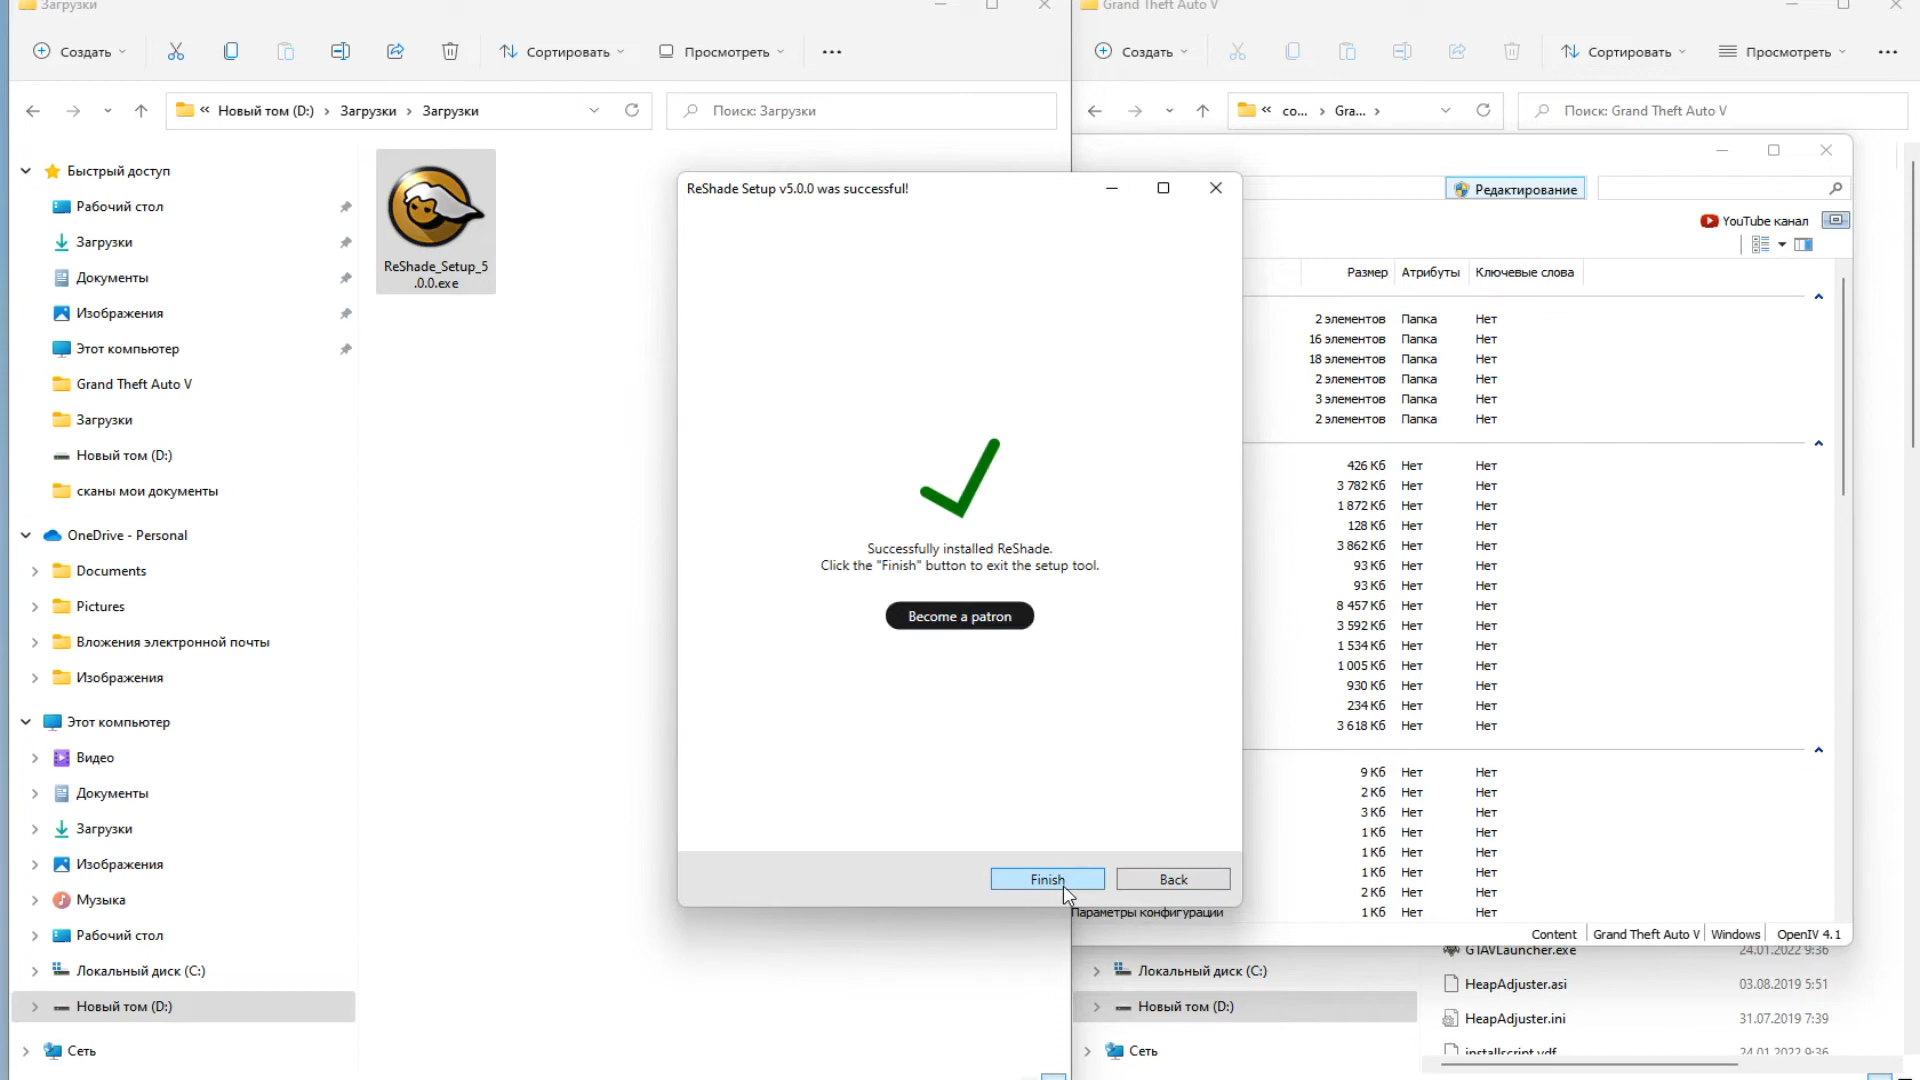 Загрузки
Создать
Сортировать
Просмотреть
Новый том (D:)
Загрузки
Загрузки
Поиск: Загрузки
Быстрый доступ
Рабочий стол
Загрузки
Документы
Изображения
Этот компьютер
Grand Theft Auto V
Загрузки
Новый том (D:)
сканы мои документы
OneDrive - Personal
Documents
Pictures
Вложения электронной почты
Изображения
Этот компьютер
Видео
Документы
Загрузки
Изображения
Музыка
Рабочий стол
Локальный диск (C:)
Новый том (D:)
Сеть
ReShade_Setup_5
.0.0.exe
ReShade Setup v5.0.0 was successful!
Successfully installed ReShade.
Click the "Finish" button to exit the setup tool.
Become a patron
Finish
Back
Grand Theft Auto V
Создать
Сортировать
Просмотреть
со...
Gra...
Поиск: Grand Theft Auto V
Редактирование
YouTube канал
Размер
Атрибуты
Ключевые слова
2 элементов Папка Нет
16 элементов Папка Нет
18 элементов Папка Нет
2 элементов Папка Нет
3 элементов Папка Нет
2 элементов Папка Нет
426 Кб Нет Нет
3 782 Кб Нет Нет
1 872 Кб Нет Нет
128 Кб Нет Нет
3 862 Кб Нет Нет
93 Кб Нет Нет
93 Кб Нет Нет
8 457 Кб Нет Нет
3 592 Кб Нет Нет
1 534 Кб Нет Нет
1 005 Кб Нет Нет
930 Кб Нет Нет
234 Кб Нет Нет
3 618 Кб Нет Нет
9 Кб Нет Нет
2 Кб Нет Нет
3 Кб Нет Нет
1 Кб Нет Нет
1 Кб Нет Нет
1 Кб Нет Нет
2 Кб Нет Нет
1 Кб Нет Нет
Параметры конфигурации
Content
Grand Theft Auto V
Windows
OpenIV 4.1
GTAVLauncher.exe 24.01.2022 9:36
Локальный диск (C:)
HeapAdjuster.asi 03.08.2019 5:51
Новый том (D:)
HeapAdjuster.ini 31.07.2019 7:39
Сеть
installscript.vdf 24.01.2022 9:36